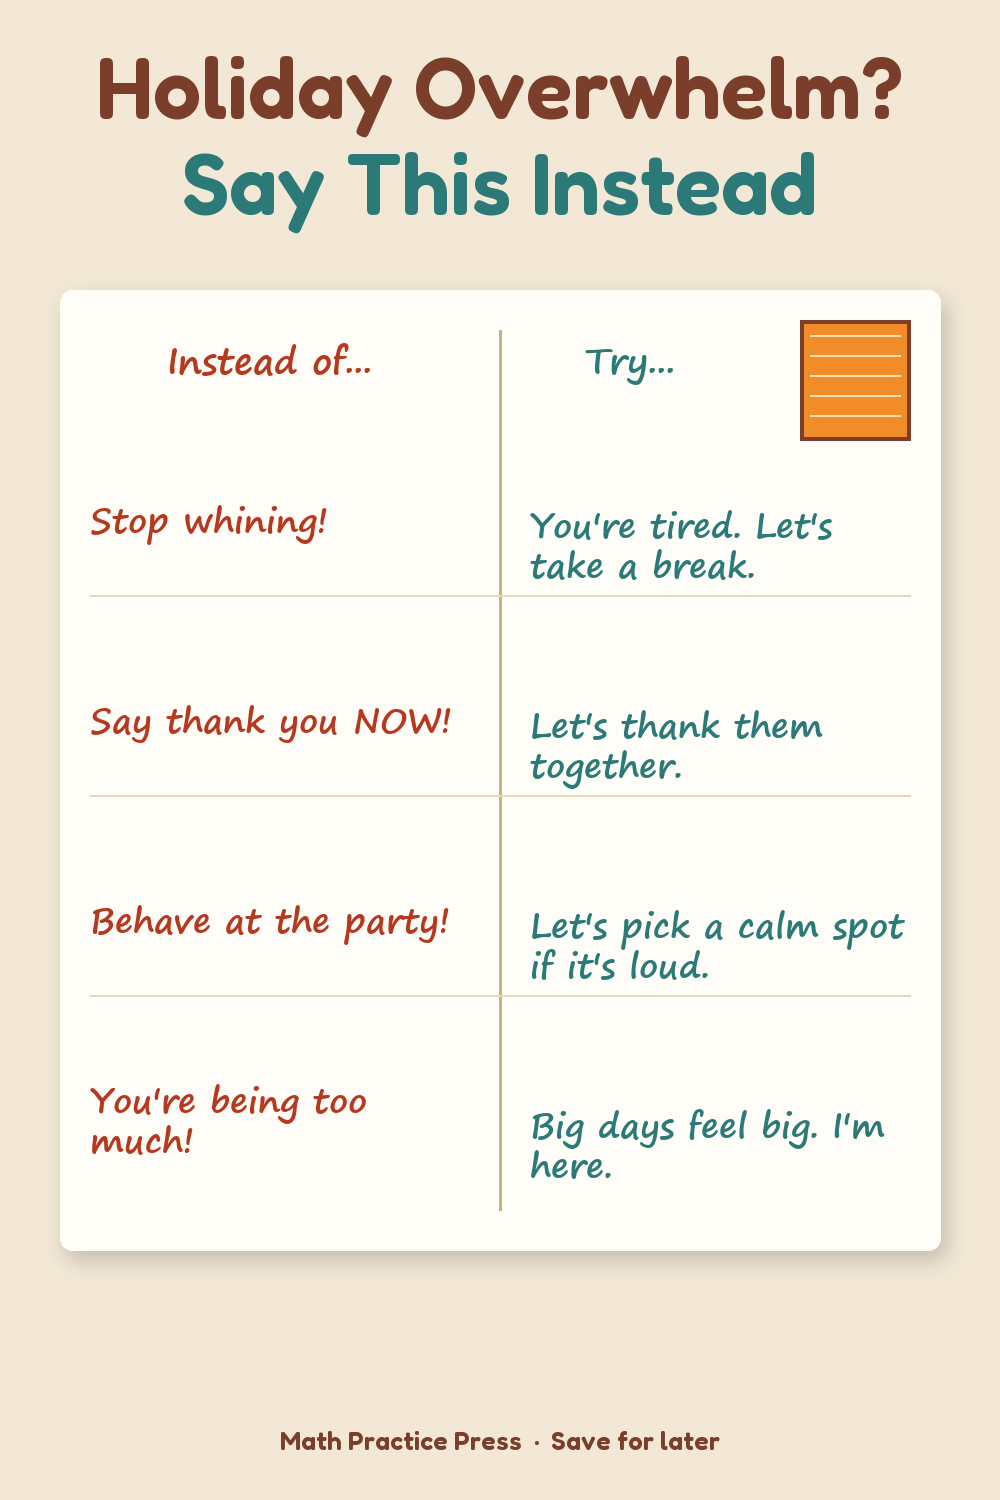 Holiday Overwhelm?
Say This Instead
Instead of...
Try...
Stop whining!
You're tired. Let's
take a break.
Say thank you NOW!
Let's thank them
together.
Behave at the party!
Let's pick a calm spot
if it's loud.
You're being too
much!
Big days feel big. I'm
here.
Math Practice Press · Save for later